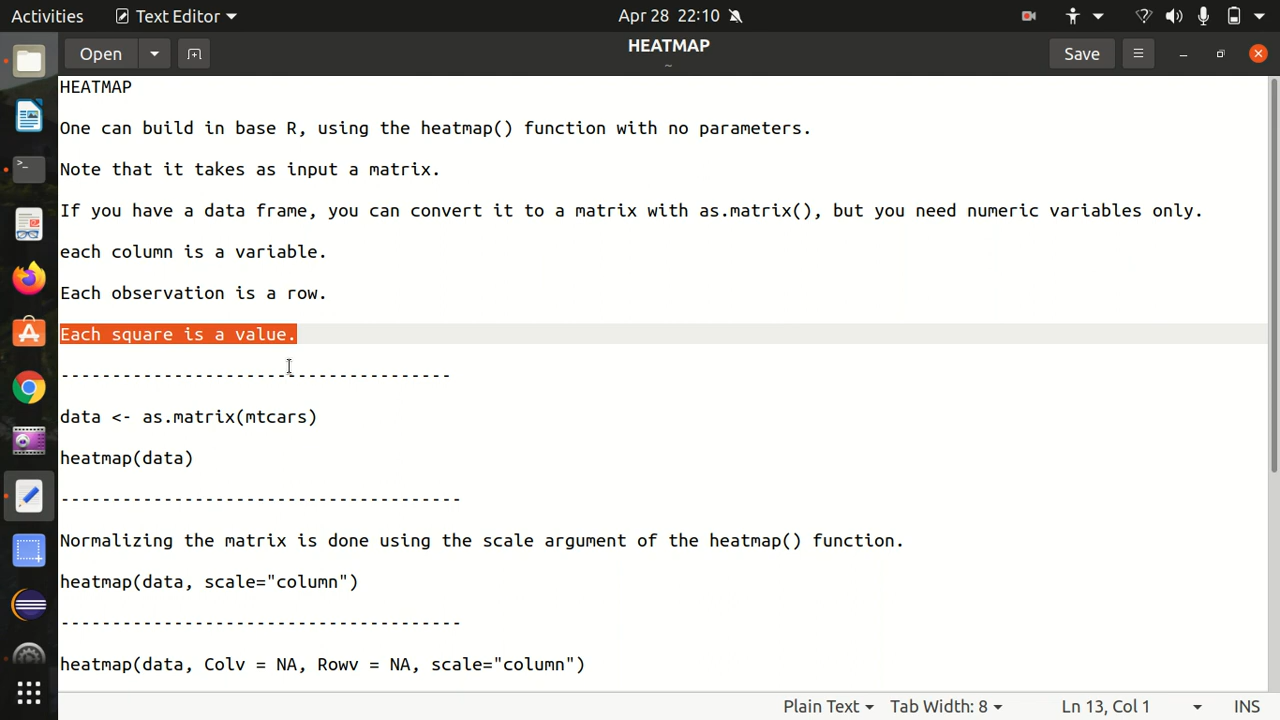 Activities Text Editor Apr 28 22:10
Open HEATMAP Save
~
HEATMAP
One can build in base R, using the heatmap() function with no parameters.
Note that it takes as input a matrix.
If you have a data frame, you can convert it to a matrix with as.matrix(), but you need numeric variables only.
each column is a variable.
Each observation is a row.
Each square is a value.
--------------------------------------
data <- as.matrix(mtcars)
heatmap(data)
---------------------------------------
Normalizing the matrix is done using the scale argument of the heatmap() function.
heatmap(data, scale="column")
---------------------------------------
heatmap(data, Colv = NA, Rowv = NA, scale="column")
Plain Text Tab Width: 8 Ln 13, Col 1 INS